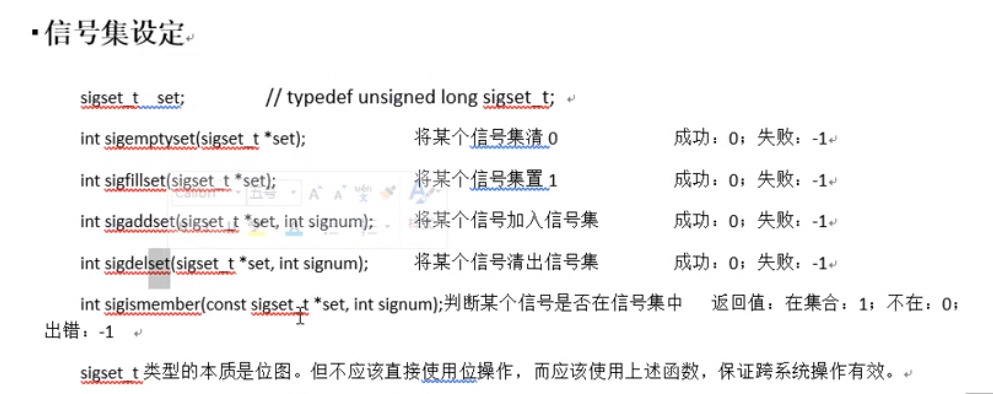 ▪信号集设定
sigset_t set; // typedef unsigned long sigset_t;
int sigemptyset(sigset_t *set); 将某个信号集清 0 成功：0；失败：-1
int sigfillset(sigset_t *set); 将某个信号集置 1 成功：0；失败：-1
int sigaddset(sigset_t *set, int signum); 将某个信号加入信号集 成功：0；失败：-1
int sigdelset(sigset_t *set, int signum); 将某个信号清出信号集 成功：0；失败：-1
int sigismember(const sigset_t *set, int signum);判断某个信号是否在信号集中 返回值：在集合：1；不在：0；
出错：-1
sigset_t 类型的本质是位图。但不应该直接使用位操作，而应该使用上述函数，保证跨系统操作有效。